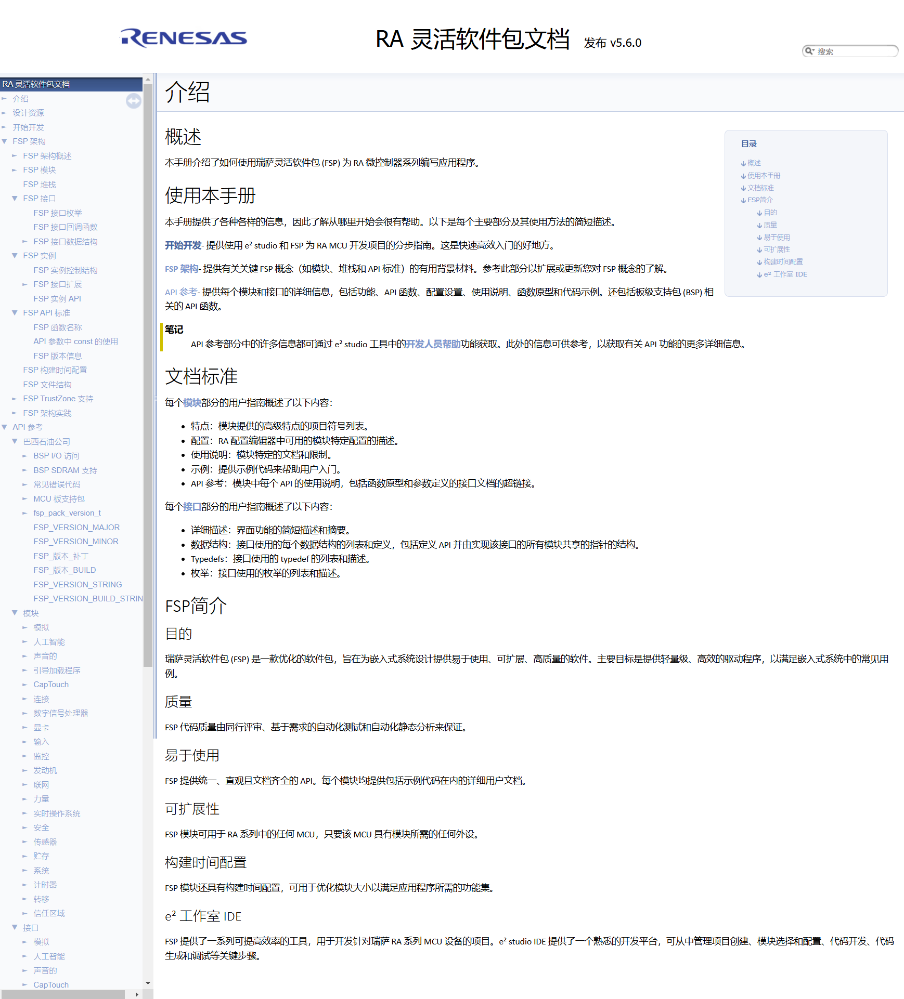 RENESAS
RA 灵活软件包文档 发布 v5.6.0
搜索
RA 灵活软件包文档
介绍
设计资源
开始开发
FSP 架构
FSP 架构概述
FSP 模块
FSP 堆栈
FSP 接口
FSP 接口枚举
FSP 接口回调函数
FSP 接口数据结构
FSP 实例
FSP 实例控制结构
FSP 接口扩展
FSP 实例 API
FSP API 标准
FSP 函数名称
API 参数中 const 的使用
FSP 版本信息
FSP 构建时间配置
FSP 文件结构
FSP TrustZone 支持
FSP 架构实践
API 参考
巴西石油公司
BSP I/O 访问
BSP SDRAM 支持
常见错误代码
MCU 板支持包
fsp_pack_version_t
FSP_VERSION_MAJOR
FSP_VERSION_MINOR
FSP_版本_补丁
FSP_版本_BUILD
FSP_VERSION_STRING
FSP_VERSION_BUILD_STRIN
模块
模拟
人工智能
声音的
引导加载程序
CapTouch
连接
数字信号处理器
显卡
输入
监控
发动机
联网
力量
实时操作系统
安全
传感器
贮存
系统
计时器
转移
信任区域
接口
模拟
人工智能
声音的
CapTouch
介绍
概述
本手册介绍了如何使用瑞萨灵活软件包 (FSP) 为 RA 微控制器系列编写应用程序。
使用本手册
本手册提供了各种各样的信息，因此了解从哪里开始会很有帮助。以下是每个主要部分及其使用方法的简短描述。
开始开发- 提供使用 e² studio 和 FSP 为 RA MCU 开发项目的分步指南。这是快速高效入门的好地方。
FSP 架构- 提供有关关键 FSP 概念（如模块、堆栈和 API 标准）的有用背景材料。参考此部分以扩展或更新您对 FSP 概念的了解。
API 参考- 提供每个模块和接口的详细信息，包括功能、API 函数、配置设置、使用说明、函数原型和代码示例。还包括板级支持包 (BSP) 相
关的 API 函数。
笔记
API 参考部分中的许多信息都可通过 e² studio 工具中的开发人员帮助功能获取。此处的信息可供参考，以获取有关 API 功能的更多详细信息。
文档标准
每个模块部分的用户指南概述了以下内容：
• 特点：模块提供的高级特点的项目符号列表。
• 配置：RA 配置编辑器中可用的模块特定配置的描述。
• 使用说明：模块特定的文档和限制。
• 示例：提供示例代码来帮助用户入门。
• API 参考：模块中每个 API 的使用说明，包括函数原型和参数定义的接口文档的超链接。
每个接口部分的用户指南概述了以下内容：
• 详细描述：界面功能的简短描述和摘要。
• 数据结构：接口使用的每个数据结构的列表和定义，包括定义 API 并由实现该接口的所有模块共享的指针的结构。
• Typedefs：接口使用的 typedef 的列表和描述。
• 枚举：接口使用的枚举的列表和描述。
FSP简介
目的
瑞萨灵活软件包 (FSP) 是一款优化的软件包，旨在为嵌入式系统设计提供易于使用、可扩展、高质量的软件。主要目标是提供轻量级、高效的驱动程序，以满足嵌入式系统中的常见用
例。
质量
FSP 代码质量由同行评审、基于需求的自动化测试和自动化静态分析来保证。
易于使用
FSP 提供统一、直观且文档齐全的 API。每个模块均提供包括示例代码在内的详细用户文档。
可扩展性
FSP 模块可用于 RA 系列中的任何 MCU，只要该 MCU 具有模块所需的任何外设。
构建时间配置
FSP 模块还具有构建时间配置，可用于优化模块大小以满足应用程序所需的功能集。
e² 工作室 IDE
FSP 提供了一系列可提高效率的工具，用于开发针对瑞萨 RA 系列 MCU 设备的项目。e² studio IDE 提供了一个熟悉的开发平台，可从中管理项目创建、模块选择和配置、代码开发、代码
生成和调试等关键步骤。
目录
↓ 概述
↓ 使用本手册
↓ 文档标准
↓ FSP简介
↓ 目的
↓ 质量
↓ 易于使用
↓ 可扩展性
↓ 构建时间配置
↓ e² 工作室 IDE